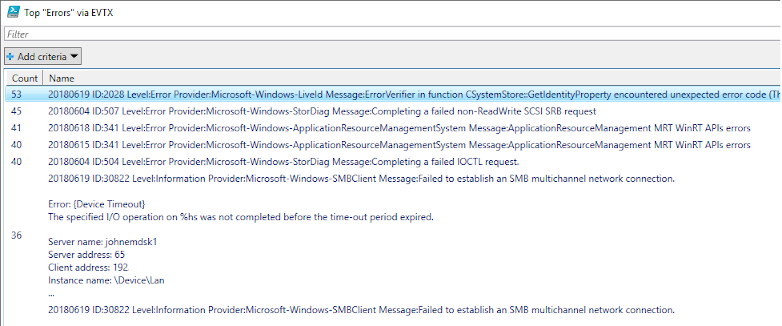 Top "Errors" via EVTX
Filter
Add criteria
Count Name
53 20180619 ID:2028 Level:Error Provider:Microsoft-Windows-LiveId Message:ErrorVerifier in function CSystemStore::GetIdentityProperty encountered unexpected error code (Th
45 20180604 ID:507 Level:Error Provider:Microsoft-Windows-StorDiag Message:Completing a failed non-ReadWrite SCSI SRB request
41 20180618 ID:341 Level:Error Provider:Microsoft-Windows-ApplicationResourceManagementSystem Message:ApplicationResourceManagement MRT WinRT APIs errors
40 20180615 ID:341 Level:Error Provider:Microsoft-Windows-ApplicationResourceManagementSystem Message:ApplicationResourceManagement MRT WinRT APIs errors
40 20180604 ID:504 Level:Error Provider:Microsoft-Windows-StorDiag Message:Completing a failed IOCTL request.
20180619 ID:30822 Level:Information Provider:Microsoft-Windows-SMBClient Message:Failed to establish an SMB multichannel network connection.
Error: {Device Timeout}
The specified I/O operation on %hs was not completed before the time-out period expired.
36
Server name: johnemdsk1
Server address: 65
Client address: 192
Instance name: \Device\Lan
...
20180619 ID:30822 Level:Information Provider:Microsoft-Windows-SMBClient Message:Failed to establish an SMB multichannel network connection.